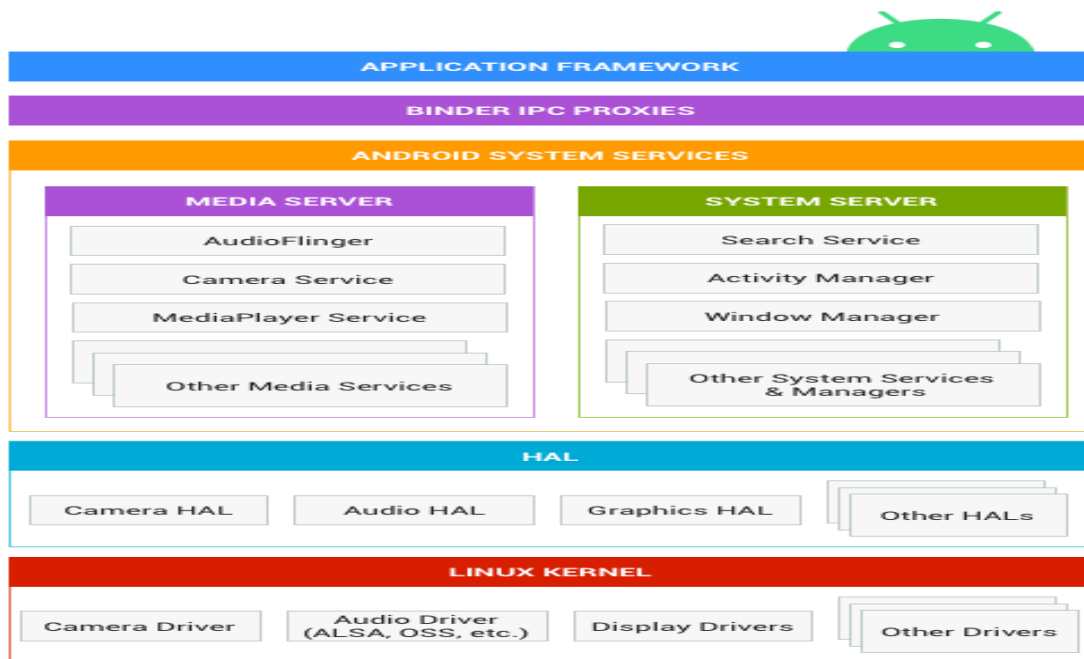 APPLICATION FRAMEWORK
BINDER IPC PROXIES
ANDROID SYSTEM SERVICES
MEDIA SERVER
AudioFlinger
Camera Service
MediaPlayer Service
Other Media Services
SYSTEM SERVER
Search Service
Activity Manager
Window Manager
Other System Services
& Managers
HAL
Camera HAL
Audio HAL
Graphics HAL
Other HALs
LINUX KERNEL
Camera Driver
Audio Driver
(ALSA, OSS, etc.)
Display Drivers
Other Drivers